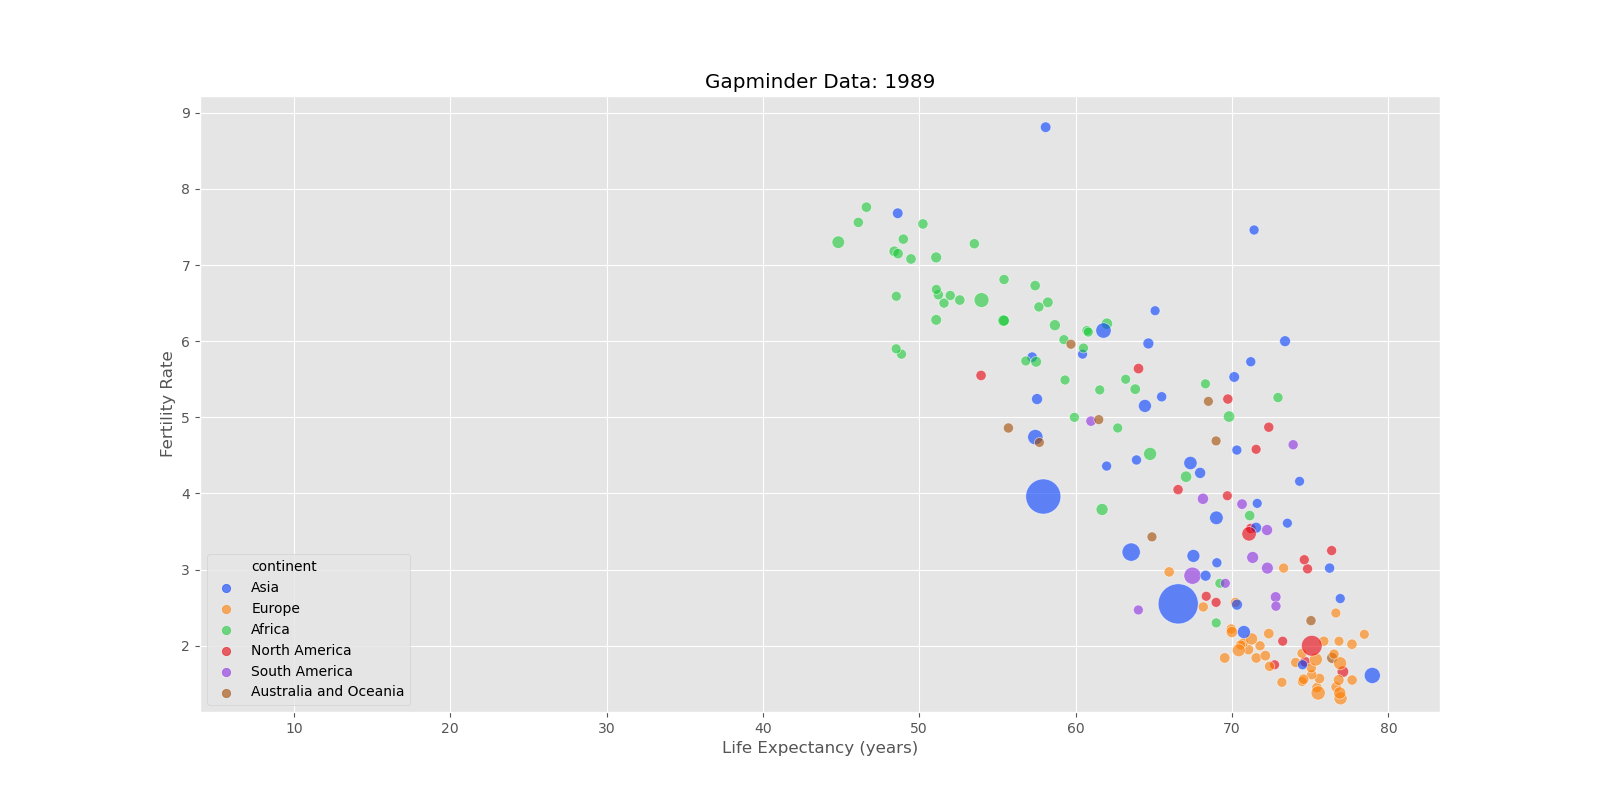 Gapminder Data: 1989
9
8
7
6
5
4
3
2
Fertility Rate
continent
Asia
Europe
Africa
North America
South America
Australia and Oceania
10 20 30 40 50 60 70 80
Life Expectancy (years)